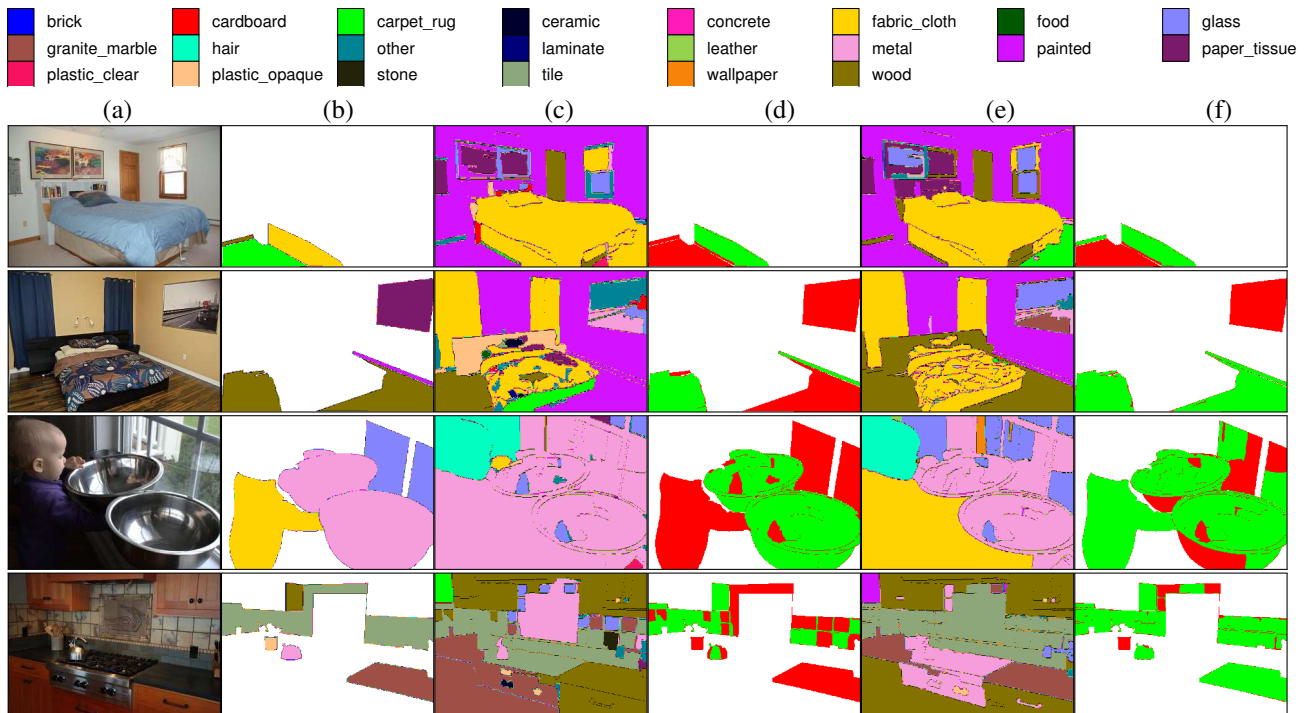 brick cardboard carpet_rug ceramic concrete fabric_cloth food glass
granite_marble hair other laminate leather metal painted paper_tissue
plastic_clear plastic_opaque stone tile wallpaper wood
(a) (b) (c) (d) (e) (f)